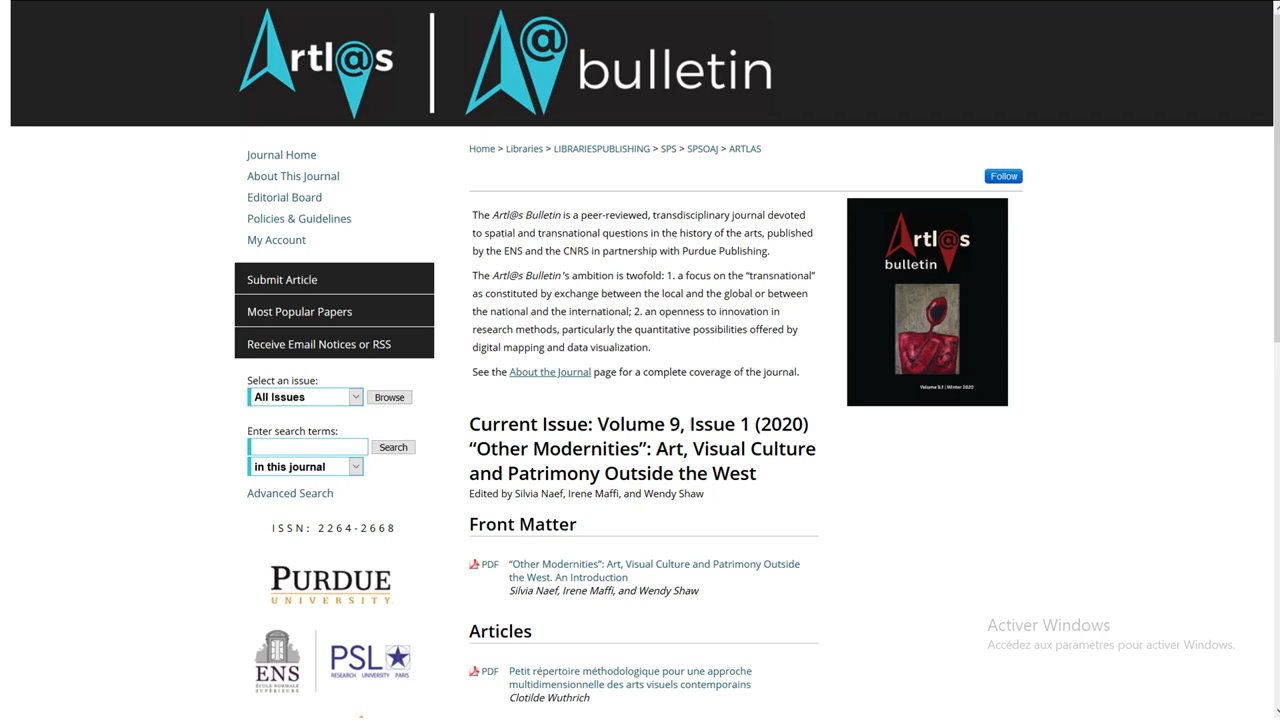 Artl@s
bulletin
Journal Home
About This Journal
Editorial Board
Policies & Guidelines
My Account
Submit Article
Most Popular Papers
Receive Email Notices or RSS
Select an issue:
All Issues
Browse
Enter search terms:
Search
in this journal
Advanced Search
ISSN: 2264-2668
PURDUE
UNIVERSITY
ENS
ÉCOLE NORMALE
SUPÉRIEURE
PSL
RESEARCH UNIVERSITY PARIS
Home > Libraries > LIBRARIESPUBLISHING > SPS > SPSOAJ > ARTLAS
Follow
The Artl@s Bulletin is a peer-reviewed, transdisciplinary journal devoted
to spatial and transnational questions in the history of the arts, published
by the ENS and the CNRS in partnership with Purdue Publishing.
The Artl@s Bulletin's ambition is twofold: 1. a focus on the “transnational”
as constituted by exchange between the local and the global or between
the national and the international; 2. an openness to innovation in
research methods, particularly the quantitative possibilities offered by
digital mapping and data visualization.
See the About the Journal page for a complete coverage of the journal.
Artl@s
bulletin
Volume 9.1 | Winter 2020
Current Issue: Volume 9, Issue 1 (2020)
“Other Modernities”: Art, Visual Culture
and Patrimony Outside the West
Edited by Silvia Naef, Irene Maffi, and Wendy Shaw
Front Matter
PDF “Other Modernities”: Art, Visual Culture and Patrimony Outside
the West. An Introduction
Silvia Naef, Irene Maffi, and Wendy Shaw
Articles
PDF Petit répertoire méthodologique pour une approche
multidimensionnelle des arts visuels contemporains
Clotilde Wuthrich
Activer Windows
Accédez aux paramètres pour activer Windows.